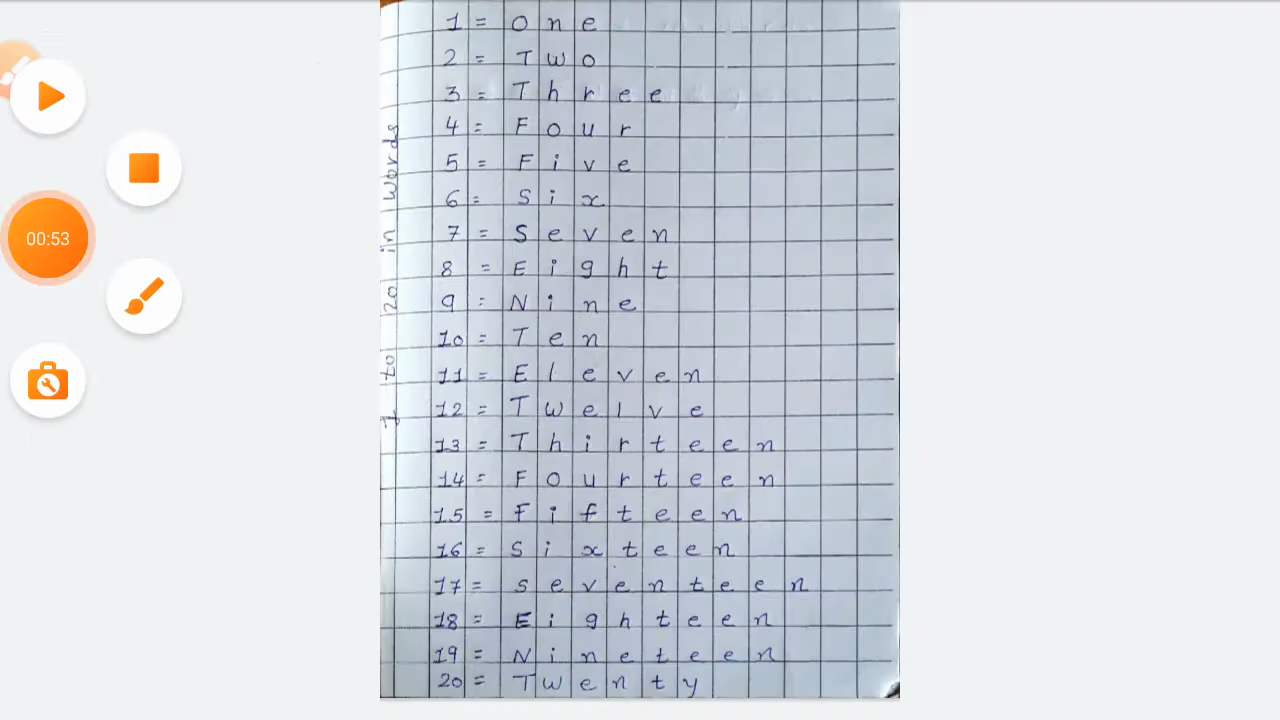 1 = One
2 = Two
3 = Three
4 = Four
5 = Five
6 = Six
7 = Seven
8 = Eight
9 = Nine
10 = Ten
11 = Eleven
12 = Twelve
13 = Thirteen
14 = Fourteen
15 = Fifteen
16 = Sixteen
17 = seventeen
18 = Eighteen
19 = Nineteen
20 = Twenty
1 to 20 in words
00:53